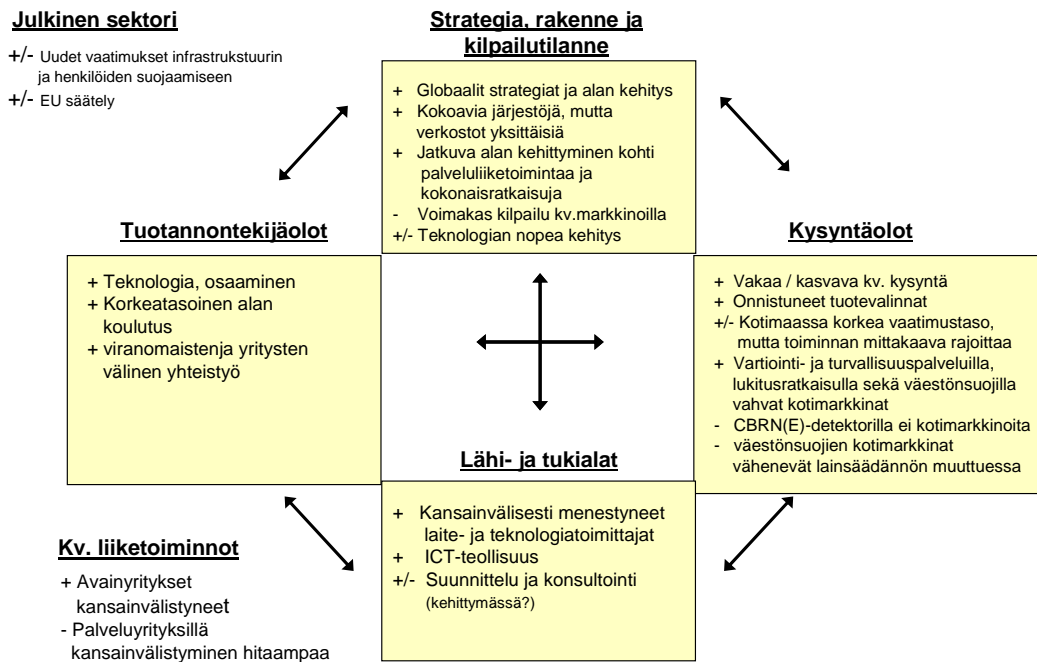 Julkinen sektori
+/- Uudet vaatimukset infrastrukstuurin
ja henkilöiden suojaamiseen
+/- EU säätely
Strategia, rakenne ja
kilpailutilanne
+ Globaalit strategiat ja alan kehitys
+ Kokoavia järjestöjä, mutta
verkostot yksittäisiä
+ Jatkuva alan kehittyminen kohti
palveluliiketoimintaa ja
kokonaisratkaisuja
- Voimakas kilpailu kv.markkinoilla
+/- Teknologian nopea kehitys
Tuotannontekijäolot
+ Teknologia, osaaminen
+ Korkeatasoinen alan
koulutus
+ viranomaistenja yritysten
välinen yhteistyö
Kysyntäolot
+ Vakaa / kasvava kv. kysyntä
+ Onnistuneet tuotevalinnat
+/- Kotimaassa korkea vaatimustaso,
mutta toiminnan mittakaava rajoittaa
+ Vartiointi- ja turvallisuuspalveluilla,
lukitusratkaisulla sekä väestönsuojilla
vahvat kotimarkkinat
- CBRN(E)-detektorilla ei kotimarkkinoita
- väestönsuojien kotimarkkinat
vähenevät lainsäädännön muuttuessa
Lähi- ja tukialat
+ Kansainvälisesti menestyneet
laite- ja teknologiatoimittajat
+ ICT-teollisuus
+/- Suunnittelu ja konsultointi
(kehittymässä?)
Kv. liiketoiminnot
+ Avainyritykset
kansainvälistyneet
- Palveluyrityksillä
kansainvälistyminen hitaampaa